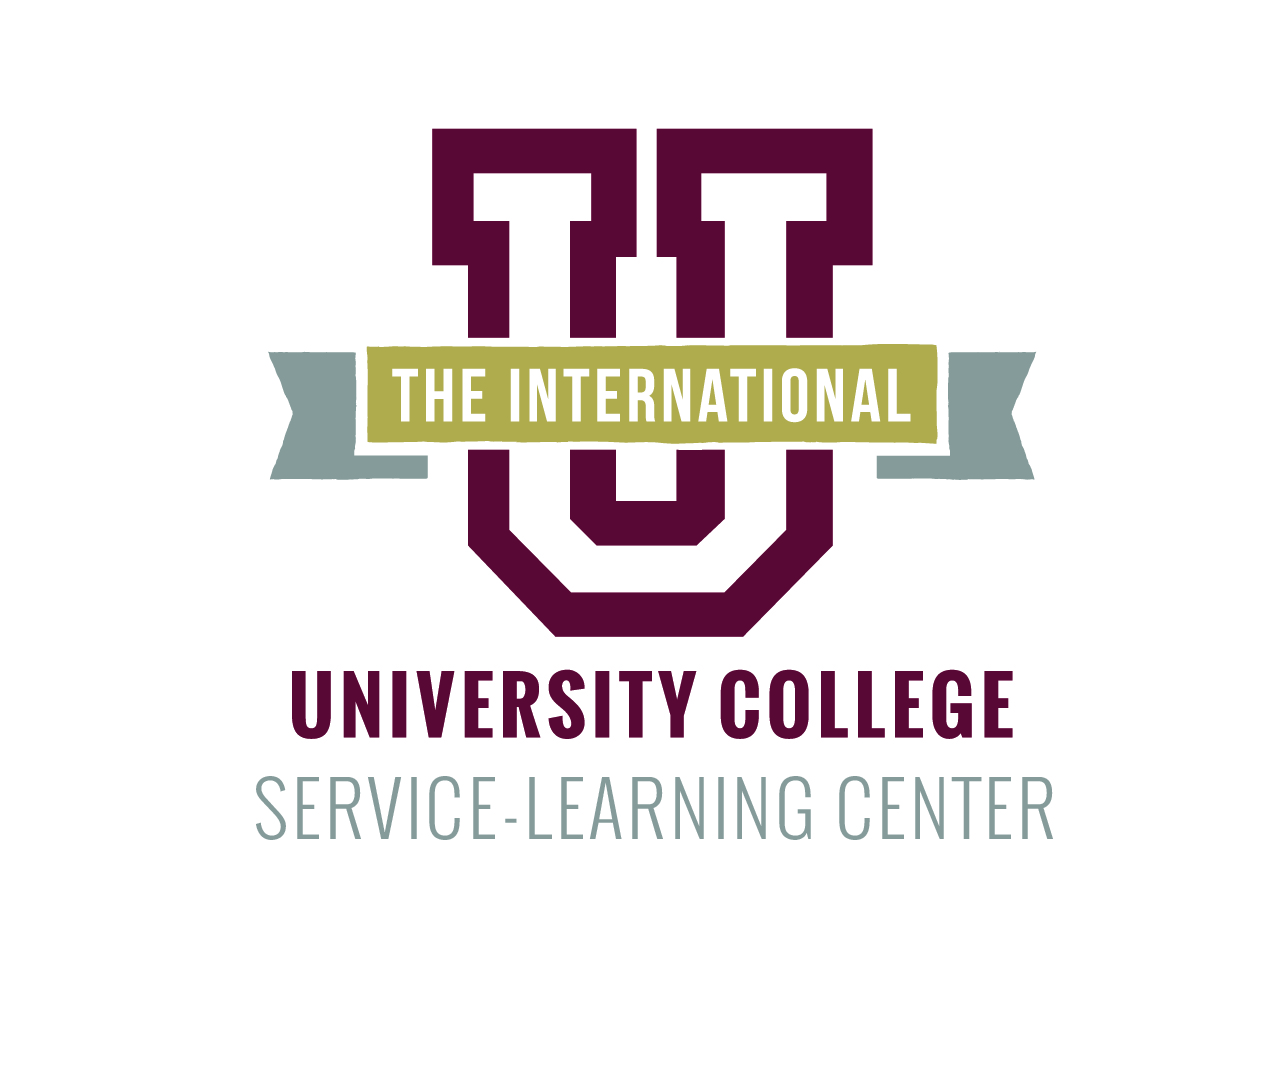 U
THE INTERNATIONAL
UNIVERSITY COLLEGE
SERVICE-LEARNING CENTER